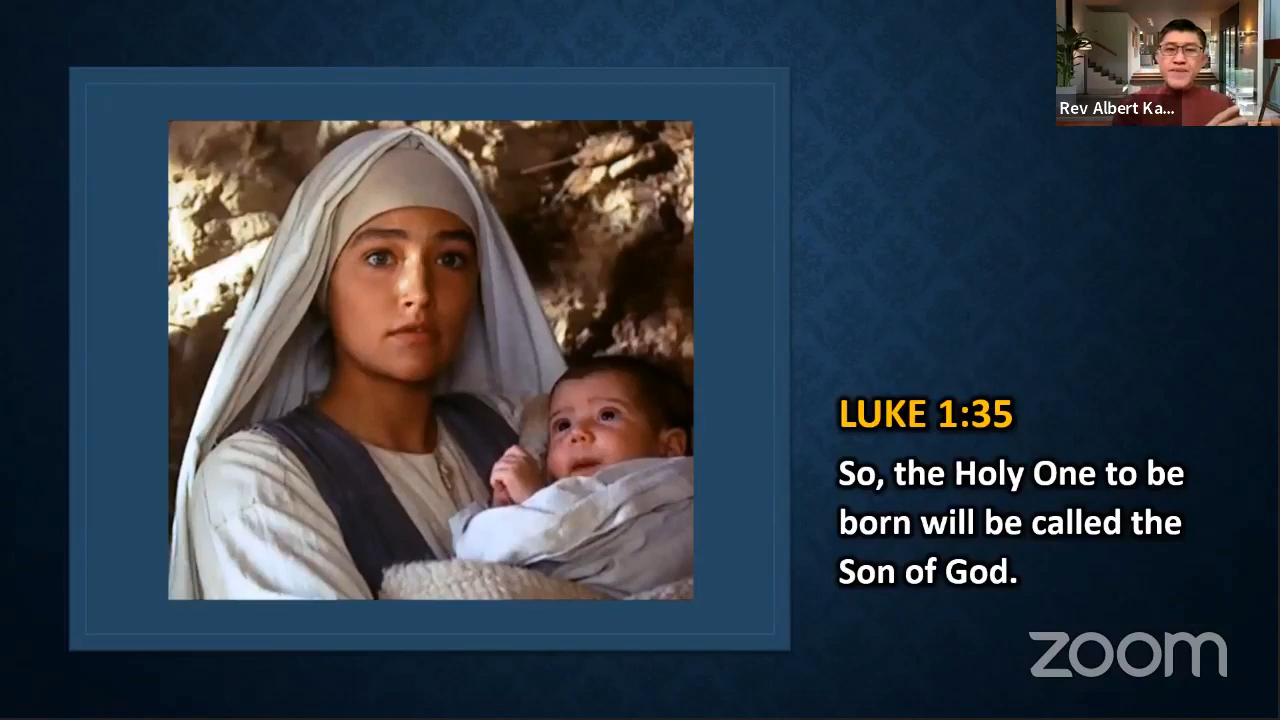 Rev Albert Ka...
LUKE 1:35
So, the Holy One to be
born will be called the
Son of God.
zoom